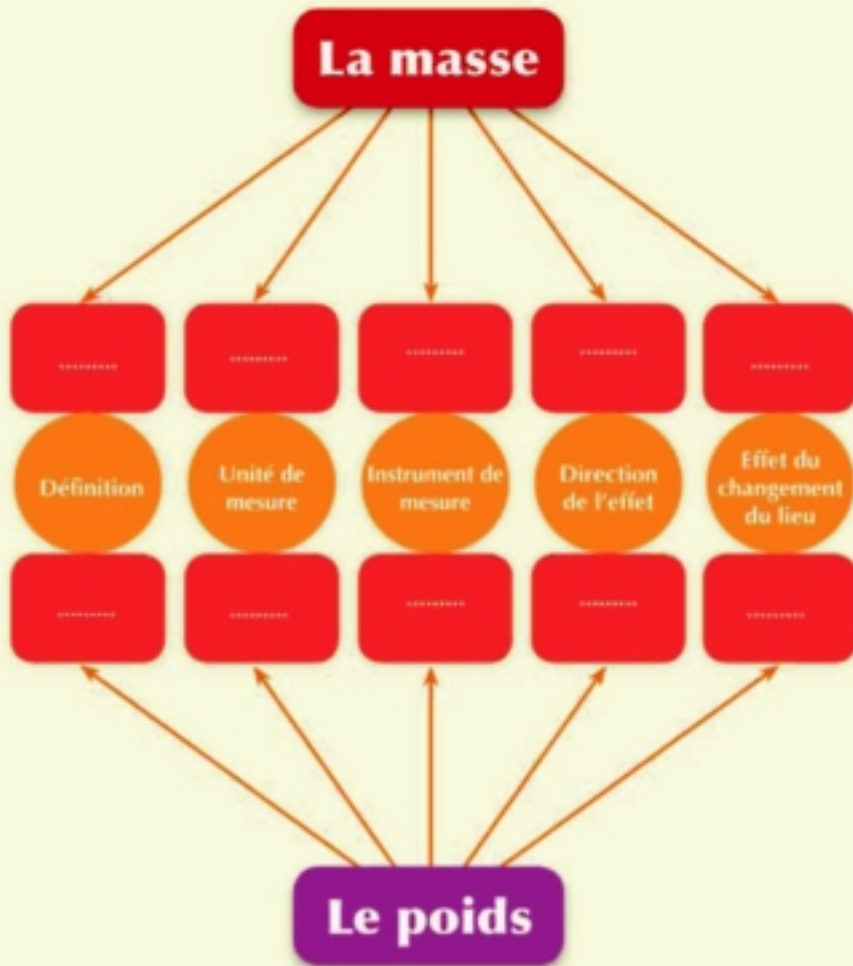 La masse
......... ......... ......... ......... .........
Définition
Unité de
mesure
Instrument de
mesure
Direction
de l'effet
Effet du
changement
du lieu
......... ......... ......... ......... .........
Le poids